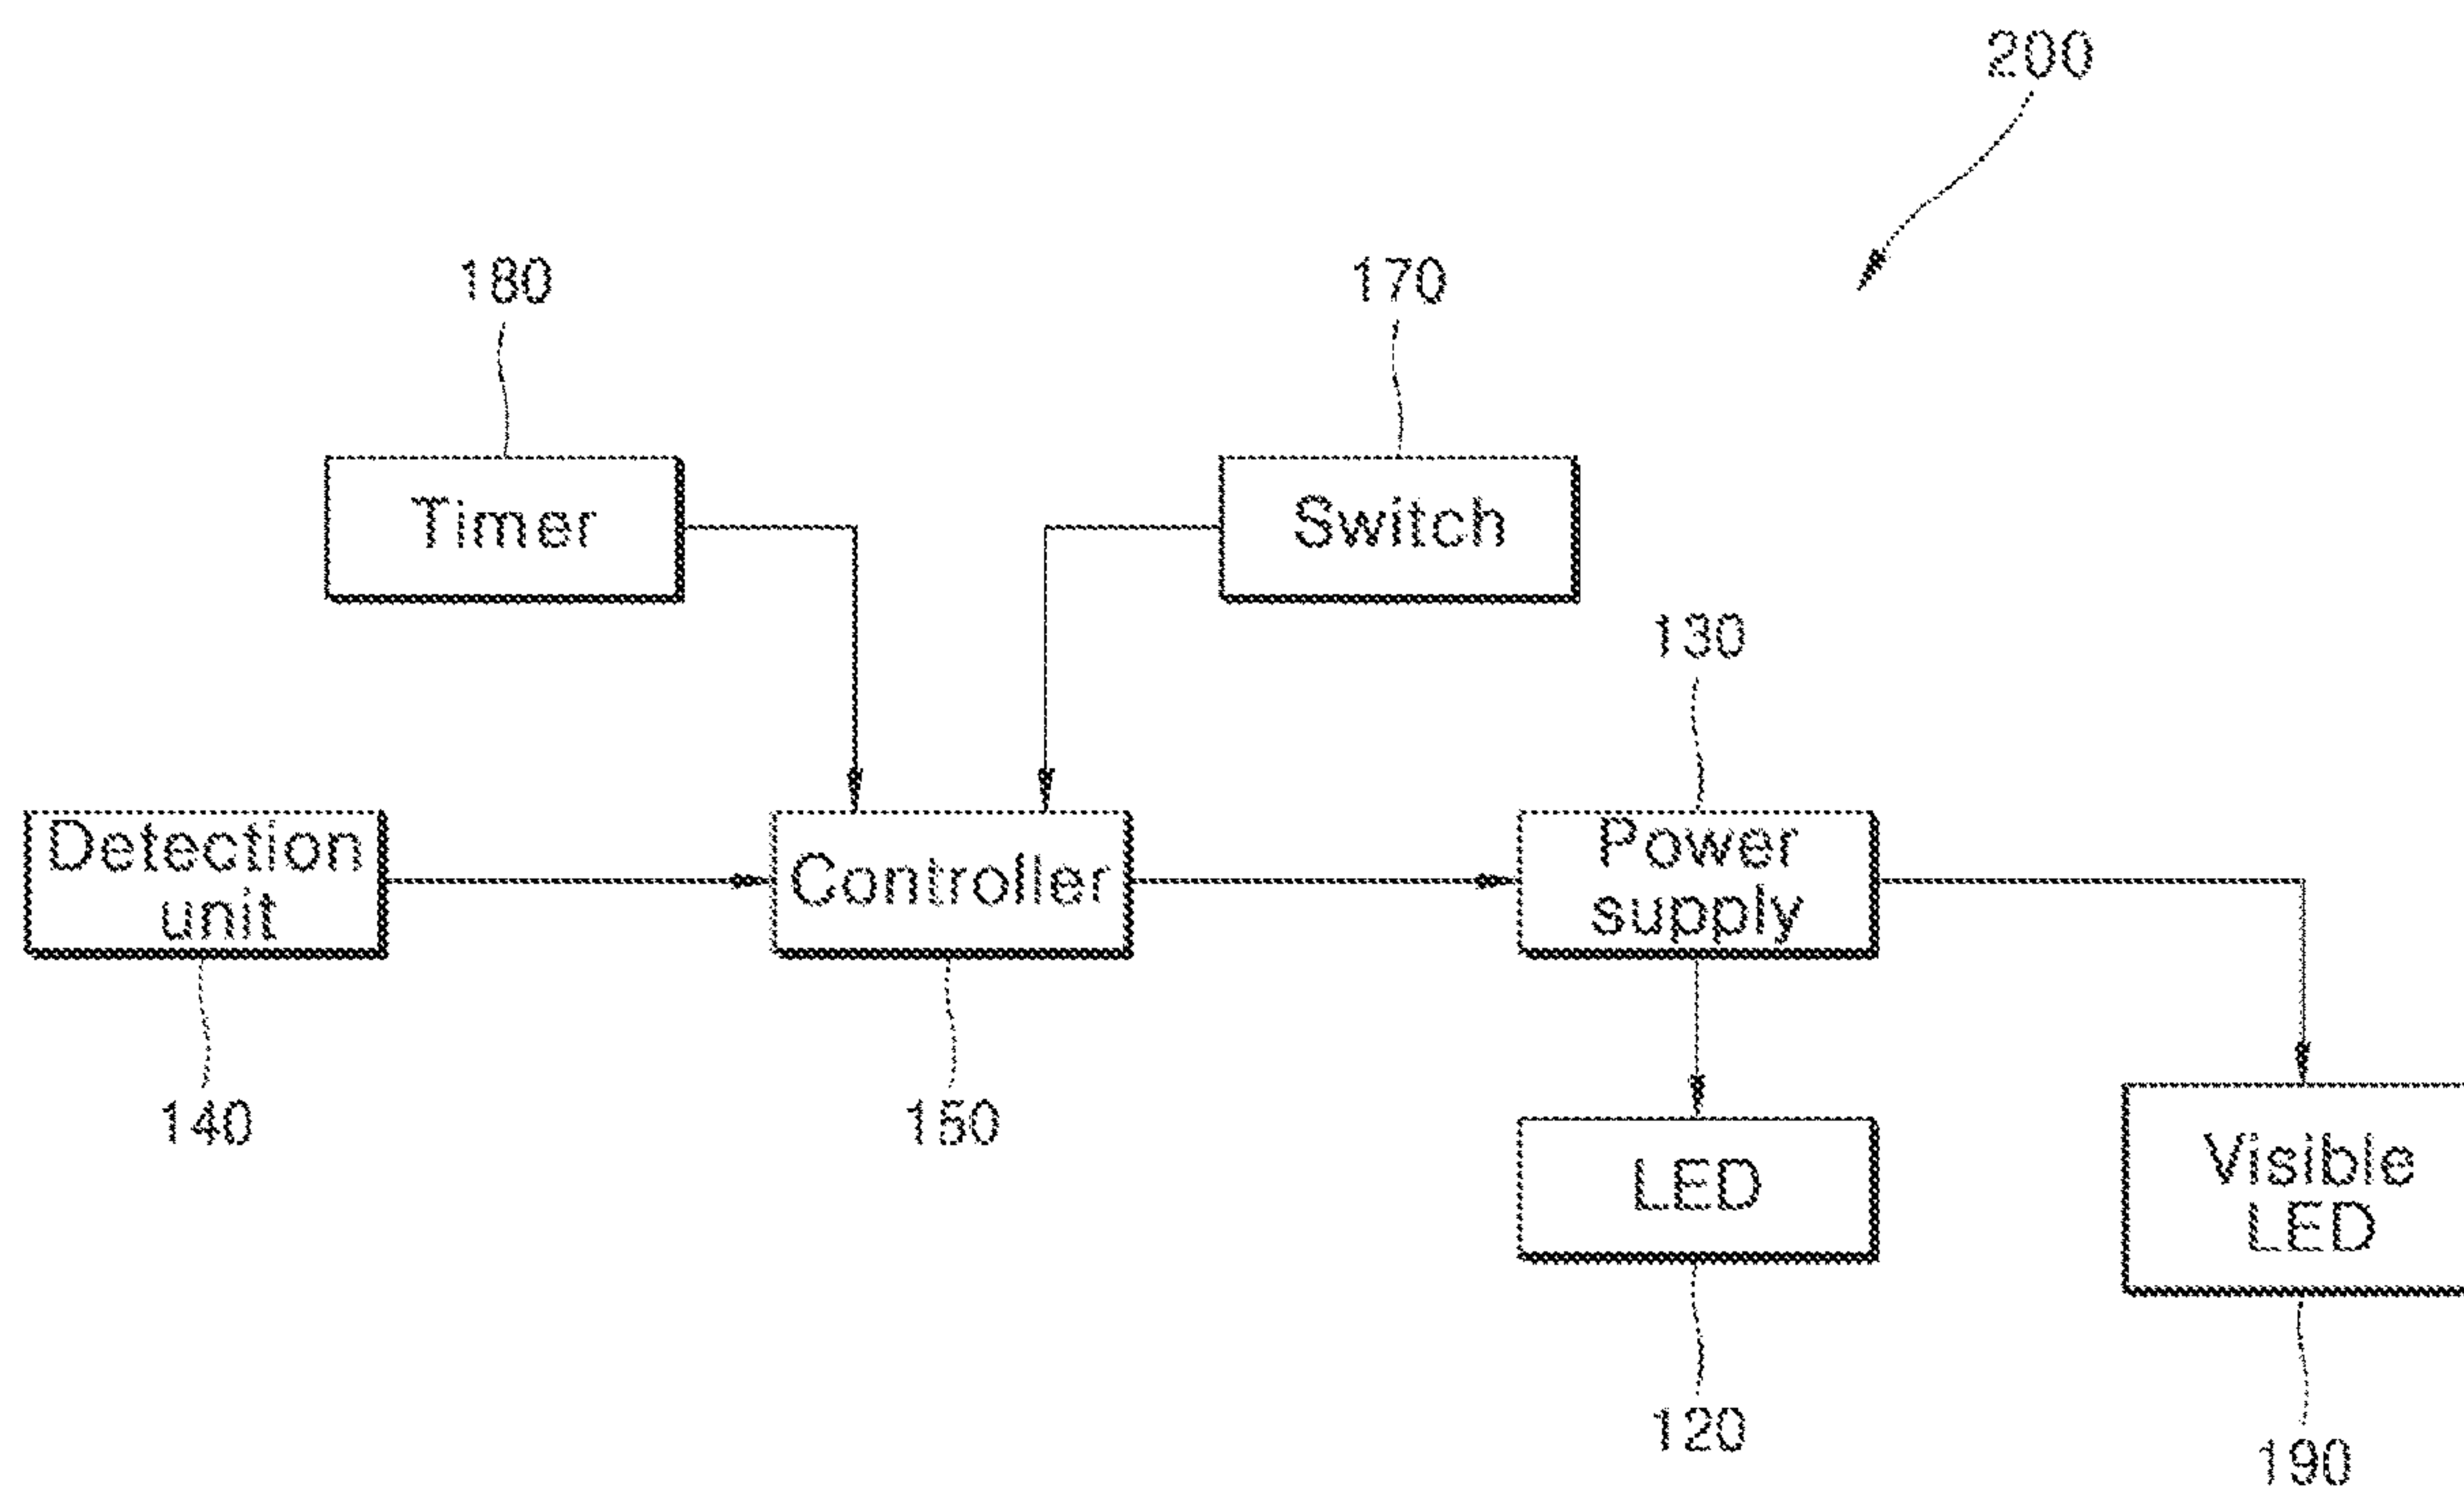 200
180
170
Timer
Switch
130
Detection
unit
Controller
Power
supply
140
150
LED
Visible
LED
120
190